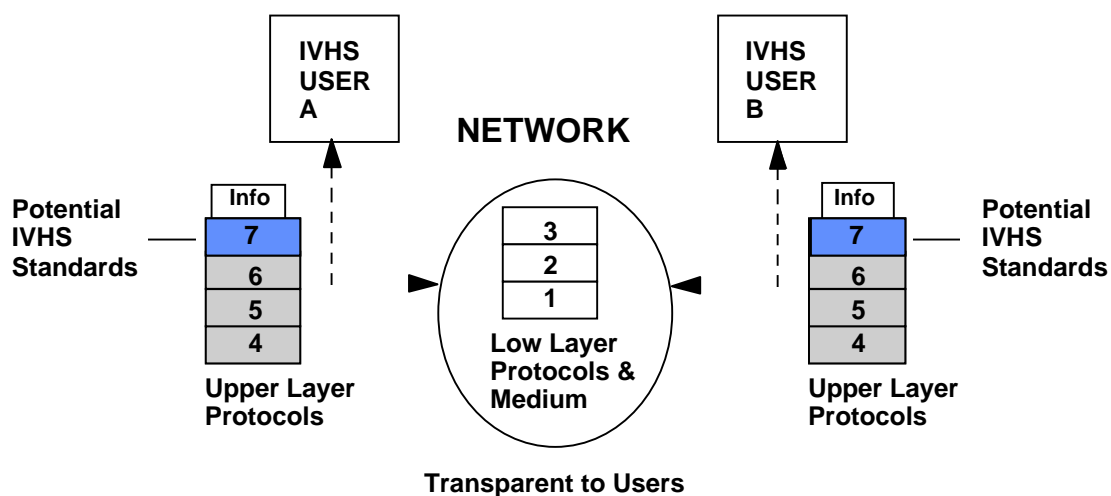 IVHS
USER
A
IVHS
USER
B
NETWORK
Potential
IVHS
Standards
Info
7
6
5
4
Upper Layer
Protocols
3
2
1
Low Layer
Protocols &
Medium
Info
7
6
5
4
Upper Layer
Protocols
Potential
IVHS
Standards
Transparent to Users